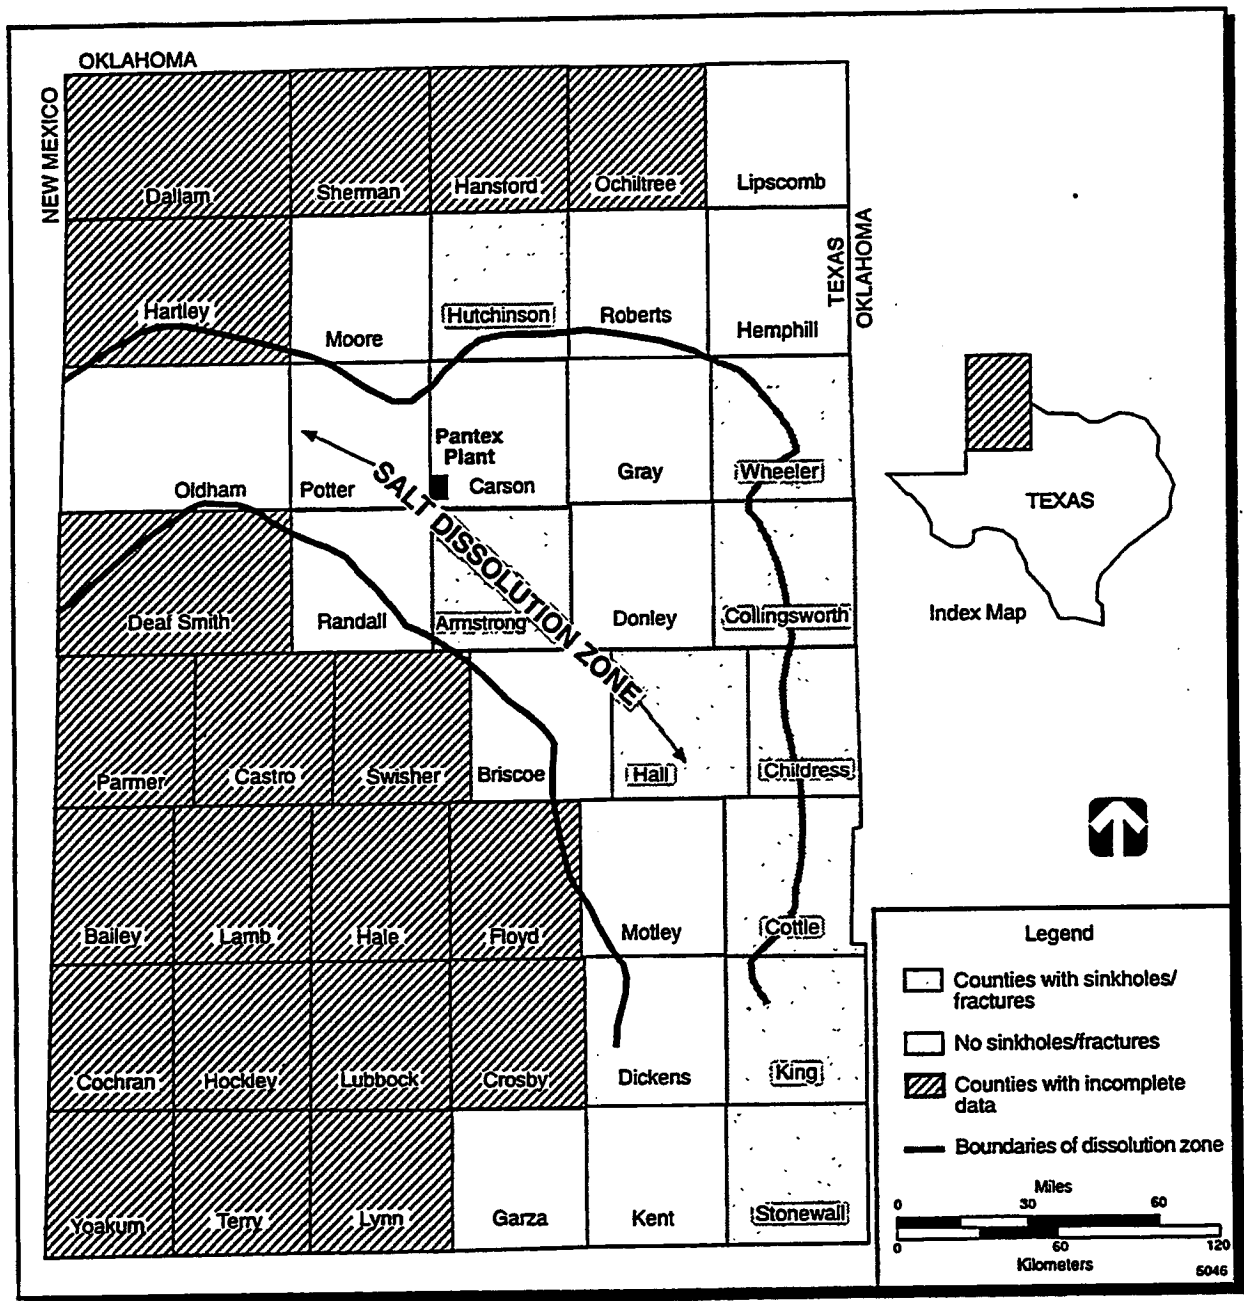 OKLAHOMA
NEW MEXICO
Dallam
Sherman
Hansford
Ochiltree
Lipscomb
TEXAS
OKLAHOMA
Hartley
Moore
Hutchinson
Roberts
Hemphill
Oldham
Potter
Pantex
Plant
Carson
Gray
Wheeler
SALT DISSOLUTION ZONE
Deaf Smith
Randall
Armstrong
Donley
Collingsworth
Parmer
Castro
Swisher
Briscoe
Hall
Childress
Bailey
Lamb
Hale
Floyd
Motley
Cottle
Cochran
Hockley
Lubbock
Crosby
Dickens
King
Yoakum
Terry
Lynn
Garza
Kent
Stonewall
TEXAS
Index Map
Legend
Counties with sinkholes/
fractures
No sinkholes/fractures
Counties with incomplete
data
Boundaries of dissolution zone
Miles
0 30 60
0 60 120
Kilometers
5046